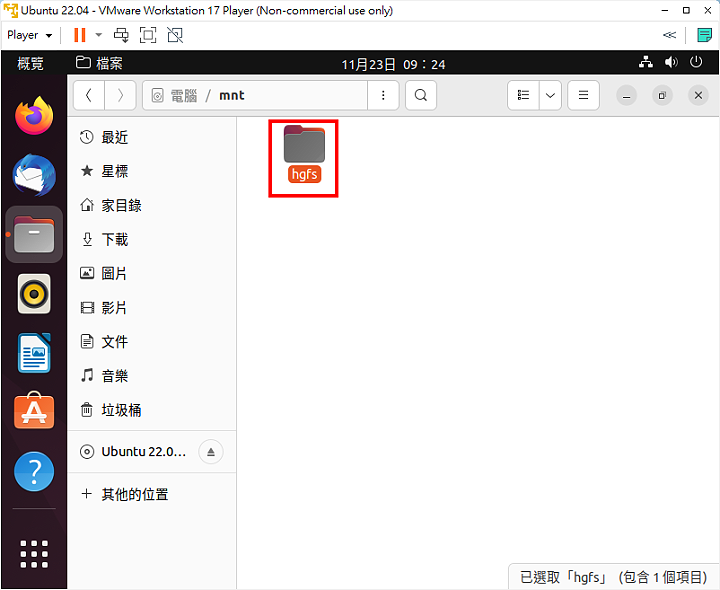 Ubuntu 22.04 - VMware Workstation 17 Player (Non-commercial use only)
Player
概覽
檔案
11月23日 09：24
電腦 / mnt
最近
星標
家目錄
下載
圖片
影片
文件
音樂
垃圾桶
Ubuntu 22.0…
其他的位置
hgfs
已選取「hgfs」 (包含 1 個項目)